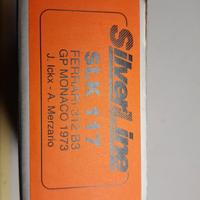 SilverLine
SLK 117
FERRARI 312 B3
GP MONACO 1973
J. Ickx - A. Merzario